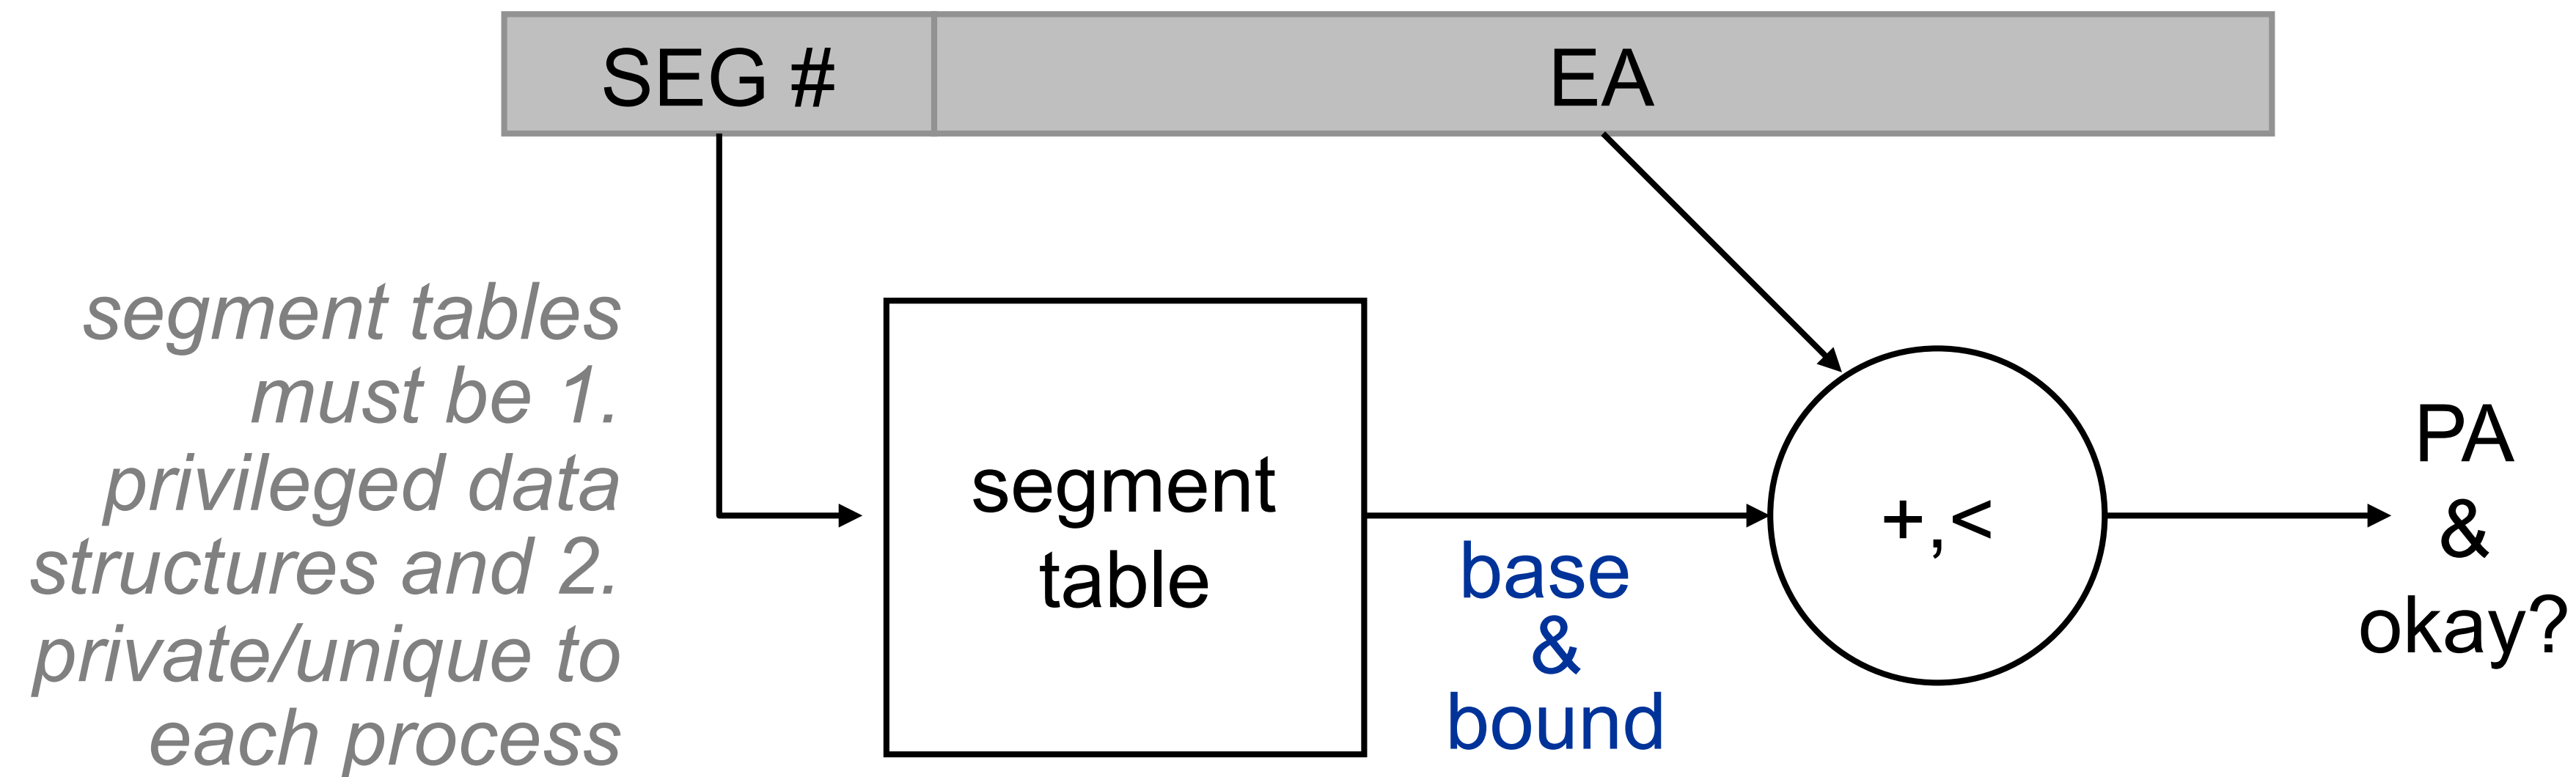 SEG #
EA
segment tables
must be 1.
privileged data
structures and 2.
private/unique to
each process
segment
table
base
&
bound
+,<
PA
&
okay?